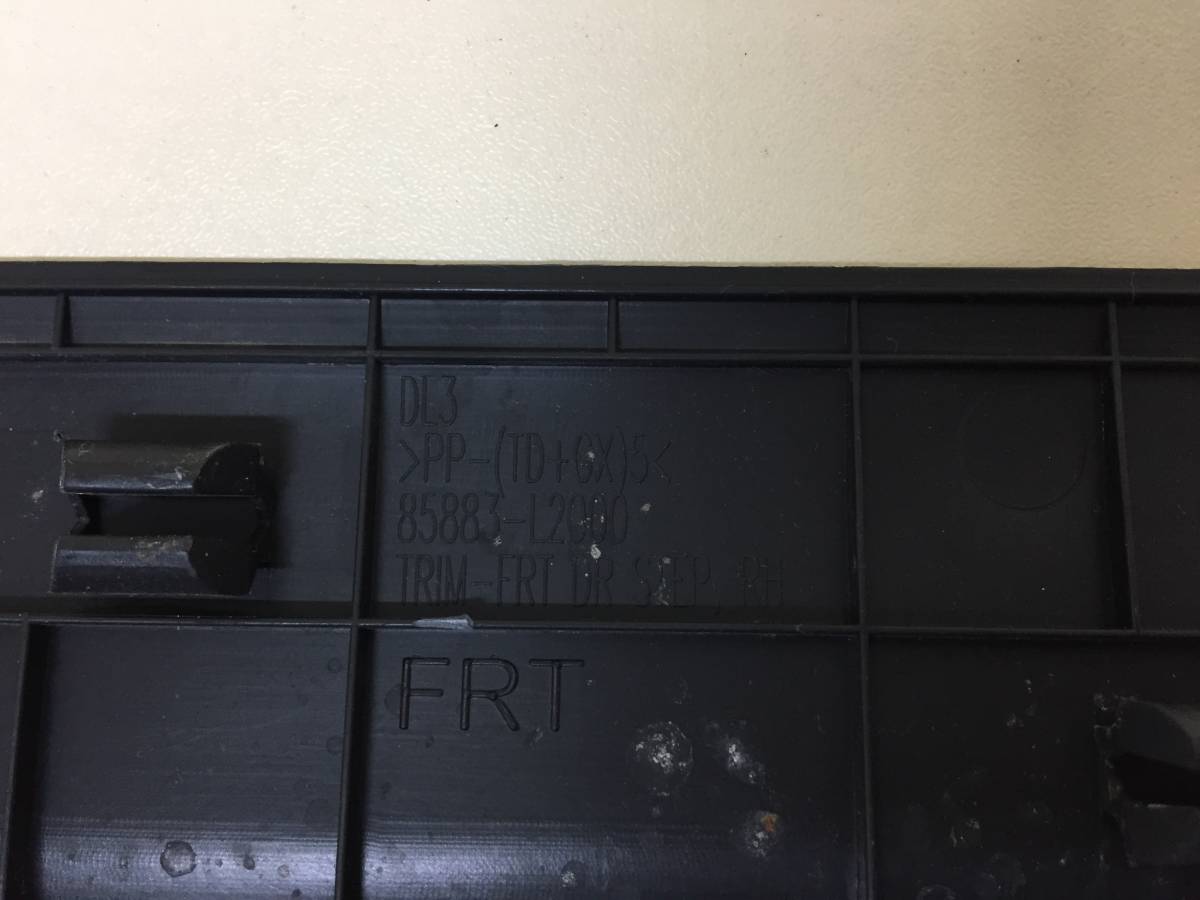 DL3
>PP-(TD+GX)5<
85883-L2000
TRIM-FRT DR STEP, RH
FRT